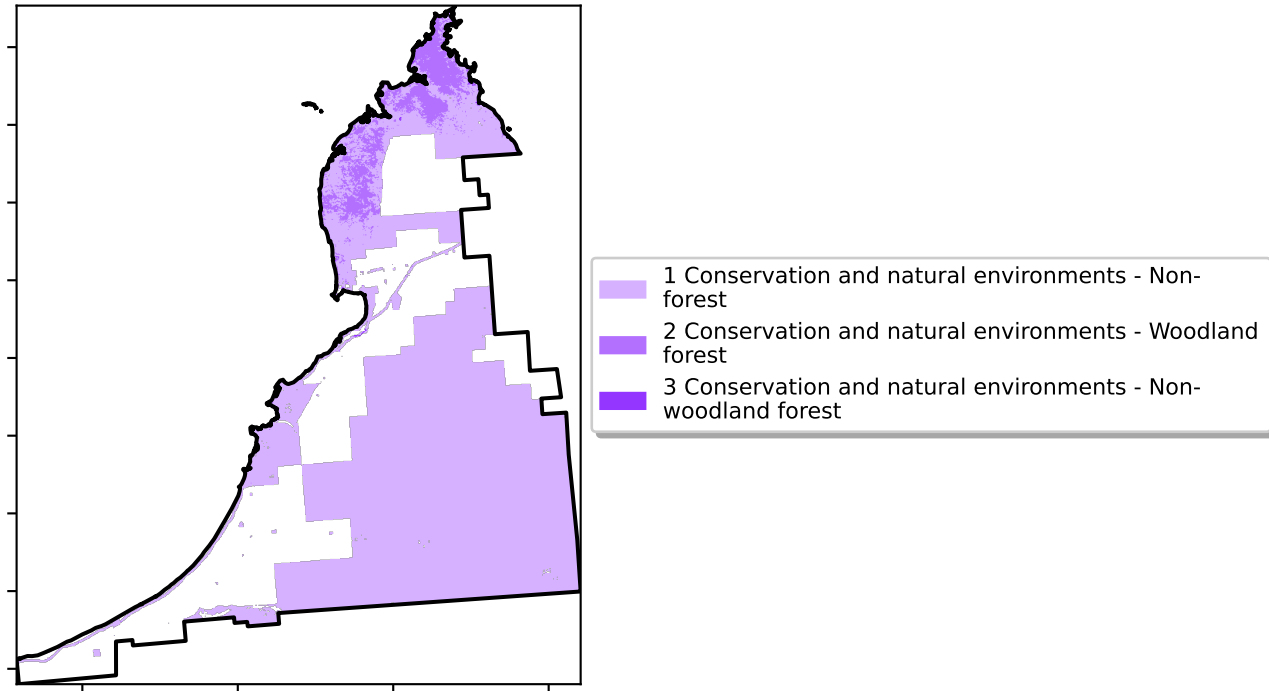 1 Conservation and natural environments - Non-
forest
2 Conservation and natural environments - Woodland
forest
3 Conservation and natural environments - Non-
woodland forest